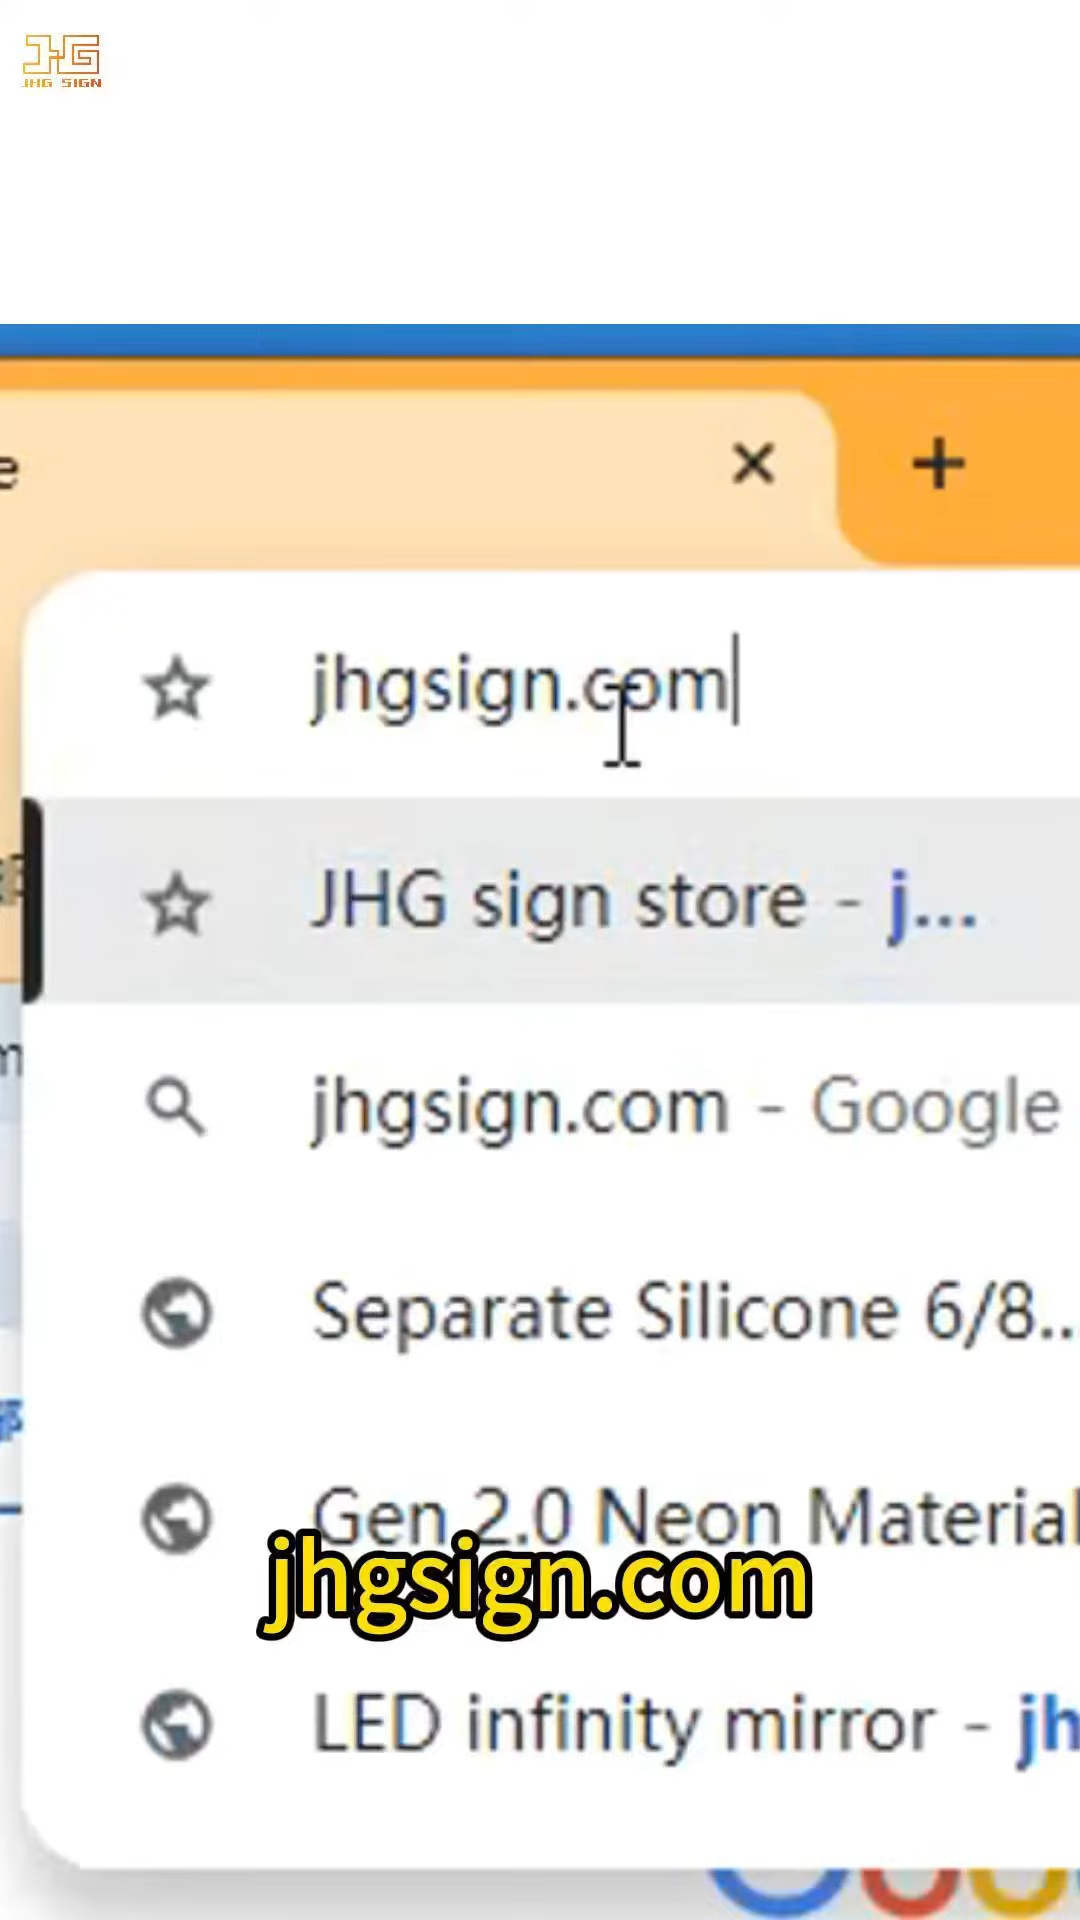 JHG SIGN
e
jhgsign.com
JHG sign store - j...
m
jhgsign.com - Google
Separate Silicone 6/8...
部
Gen 2.0 Neon Material
jhgsign.com
LED infinity mirror - jh